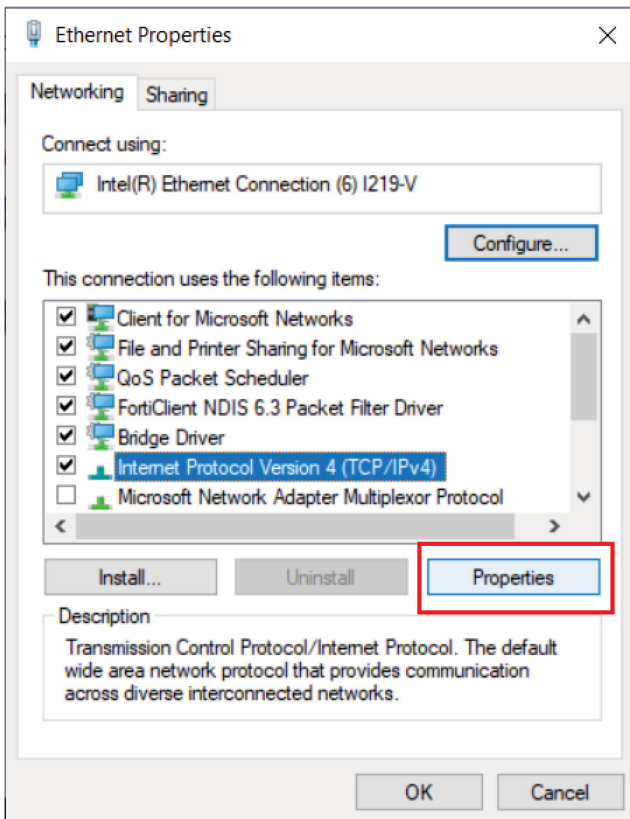 Ethernet Properties
Networking
Sharing
Connect using:
Intel(R) Ethernet Connection (6) I219-V
Configure...
This connection uses the following items:
Client for Microsoft Networks
File and Printer Sharing for Microsoft Networks
QoS Packet Scheduler
FortiClient NDIS 6.3 Packet Filter Driver
Bridge Driver
Internet Protocol Version 4 (TCP/IPv4)
Microsoft Network Adapter Multiplexor Protocol
Install...
Uninstall
Properties
Description
Transmission Control Protocol/Internet Protocol. The default
wide area network protocol that provides communication
across diverse interconnected networks.
OK
Cancel